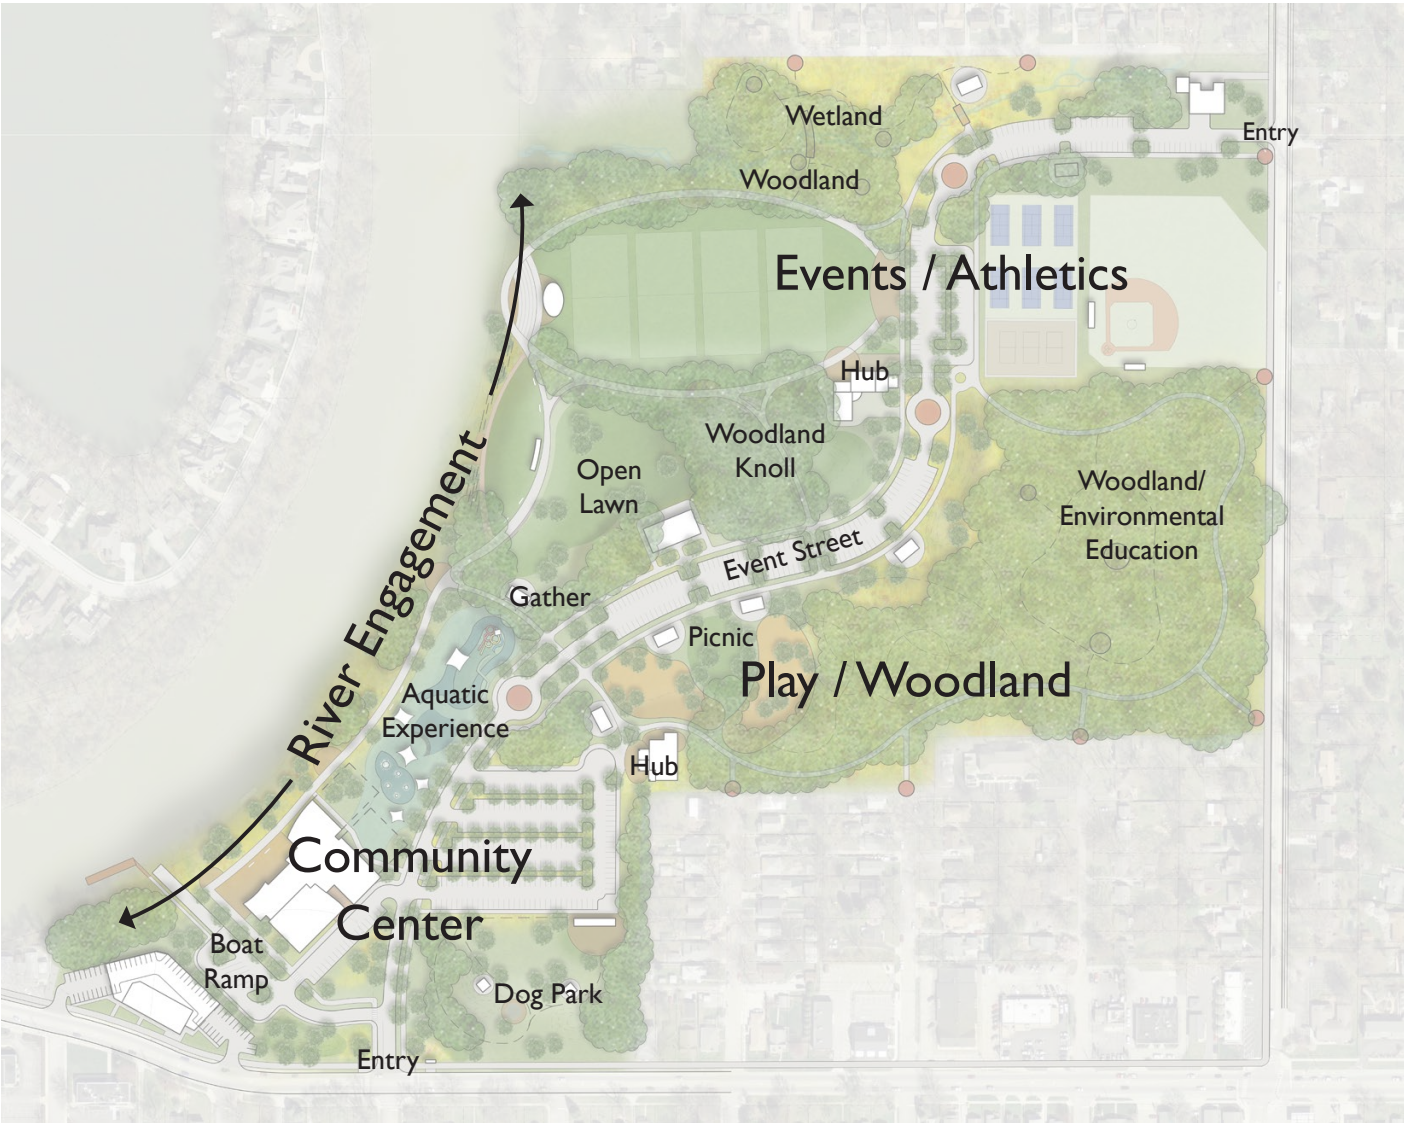 Wetland
Entry
Woodland
Events / Athletics
Hub
Woodland
Knoll
Open
Lawn
Woodland/
Environmental
Education
Event Street
River Engagement
Gather
Picnic
Play / Woodland
Aquatic
Experience
Hub
Community
Center
Boat
Ramp
Dog Park
Entry